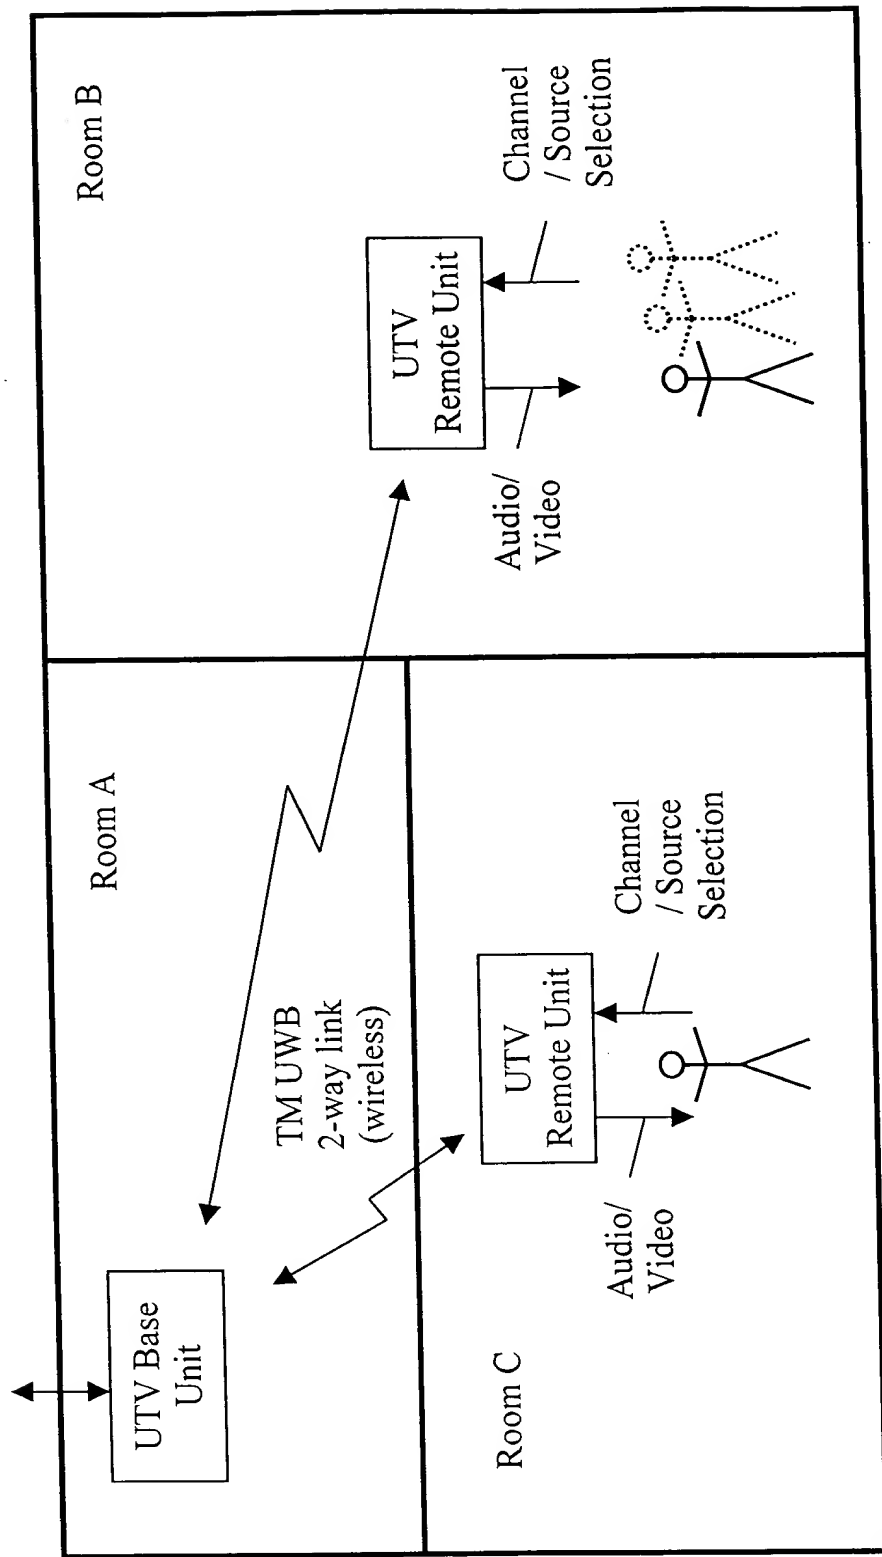 UTV Base
Unit
Room A
TM UWB
2-way link
(wireless)
Room B
UTV
Remote Unit
Audio/
Video
Channel
/ Source
Selection
Room C
UTV
Remote Unit
Audio/
Video
Channel
/ Source
Selection